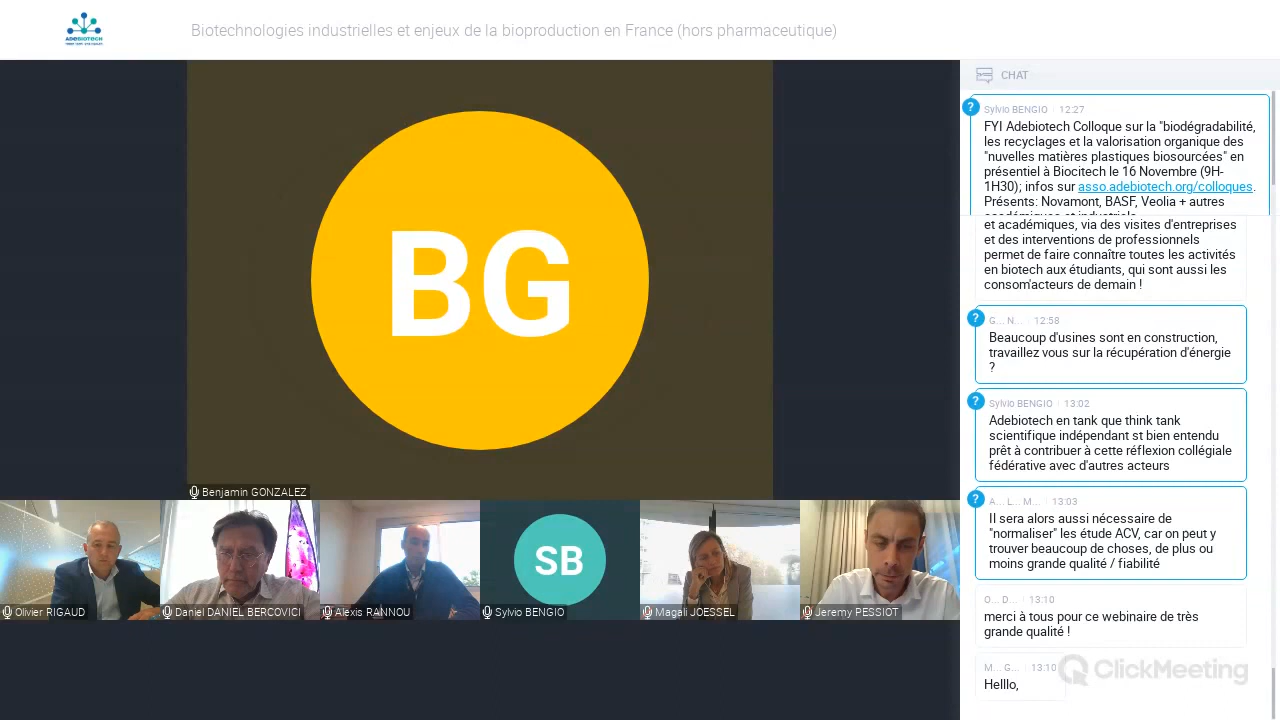 ADEBIOTECH
Biotechnologies industrielles et enjeux de la bioproduction en France (hors pharmaceutique)
BG
Benjamin GONZALEZ
Olivier RIGAUD
Daniel DANIEL BERCOVICI
Alexis RANNOU
SB
Sylvio BENGIO
Magali JOESSEL
Jeremy PESSIOT
CHAT
?
Sylvio BENGIO 12:27
FYI Adebiotech Colloque sur la "biodégradabilité,
les recyclages et la valorisation organique des
"nuvelles matières plastiques biosourcées" en
présentiel à Biocitech le 16 Novembre (9H-
1H30); infos sur asso.adebiotech.org/colloques.
Présents: Novamont, BASF, Veolia + autres
et académiques, via des visites d'entreprises
et des interventions de professionnels
permet de faire connaître toutes les activités
en biotech aux étudiants, qui sont aussi les
consom'acteurs de demain !
?
G... N... 12:58
Beaucoup d'usines sont en construction,
travaillez vous sur la récupération d'énergie
?
?
Sylvio BENGIO 13:02
Adebiotech en tank que think tank
scientifique indépendant st bien entendu
prêt à contribuer à cette réflexion collégiale
fédérative avec d'autres acteurs
?
A... L... M... 13:03
Il sera alors aussi nécessaire de
"normaliser" les étude ACV, car on peut y
trouver beaucoup de choses, de plus ou
moins grande qualité / fiabilité
O... D... 13:10
merci à tous pour ce webinaire de très
grande qualité !
M... G... 13:10
Helllo,
ClickMeeting